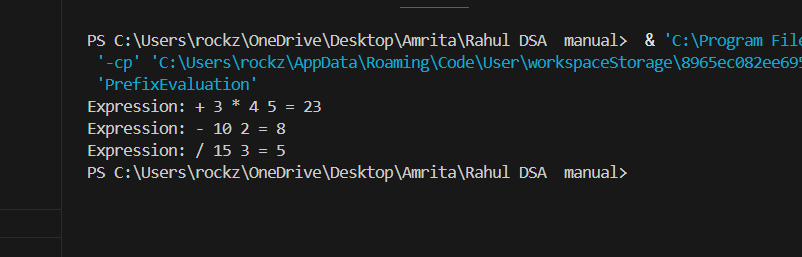 PS C:\Users\rockz\OneDrive\Desktop\Amrita\Rahul DSA  manual>  & 'C:\Program File
'-cp' 'C:\Users\rockz\AppData\Roaming\Code\User\workspaceStorage\8965ec082ee695
'PrefixEvaluation'
Expression: + 3 * 4 5 = 23
Expression: - 10 2 = 8
Expression: / 15 3 = 5
PS C:\Users\rockz\OneDrive\Desktop\Amrita\Rahul DSA  manual>